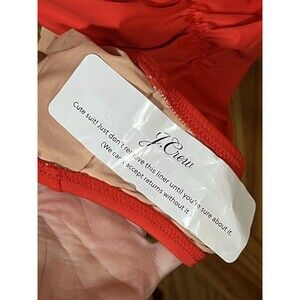 J.Crew
Cute suit! Just don't remove this liner until you're sure about it.
(We can't accept returns without it.)